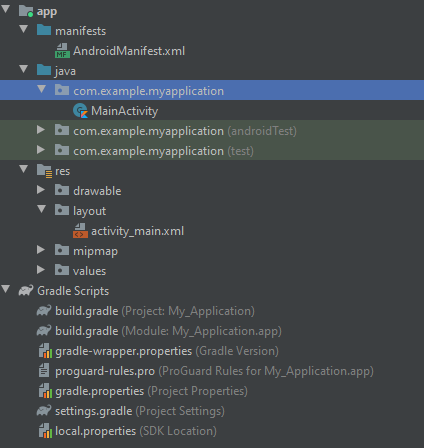 app
manifests
AndroidManifest.xml
java
com.example.myapplication
MainActivity
com.example.myapplication (androidTest)
com.example.myapplication (test)
res
drawable
layout
activity_main.xml
mipmap
values
Gradle Scripts
build.gradle (Project: My_Application)
build.gradle (Module: My_Application.app)
gradle-wrapper.properties (Gradle Version)
proguard-rules.pro (ProGuard Rules for My_Application.app)
gradle.properties (Project Properties)
settings.gradle (Project Settings)
local.properties (SDK Location)